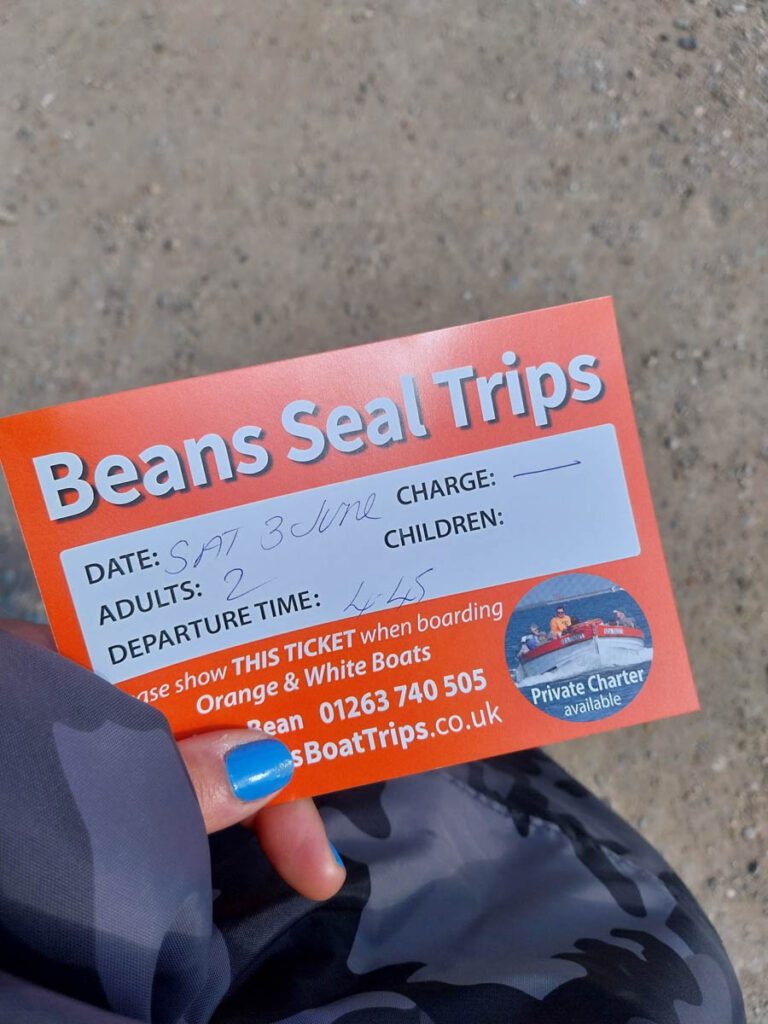 Beans Seal Trips
DATE: SAT 3 JUNE CHARGE: —
ADULTS: 2 CHILDREN:
DEPARTURE TIME: 4.45
ase show THIS TICKET when boarding
Orange & White Boats
Bean 01263 740 505
sBoatTrips.co.uk
Private Charter
available